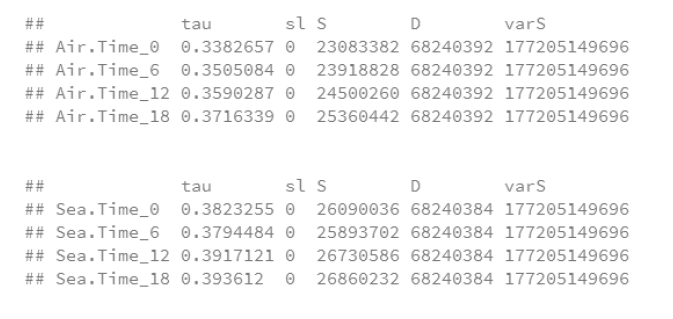 ##             tau       sl S        D        varS
## Air.Time_0  0.3382657 0  23083382 68240392 177205149696
## Air.Time_6  0.3505084 0  23918828 68240392 177205149696
## Air.Time_12 0.3590287 0  24500260 68240392 177205149696
## Air.Time_18 0.3716339 0  25360442 68240392 177205149696
##             tau       sl S        D        varS
## Sea.Time_0  0.3823255 0  26090036 68240384 177205149696
## Sea.Time_6  0.3794484 0  25893702 68240384 177205149696
## Sea.Time_12 0.3917121 0  26730586 68240384 177205149696
## Sea.Time_18 0.393612  0  26860232 68240384 177205149696